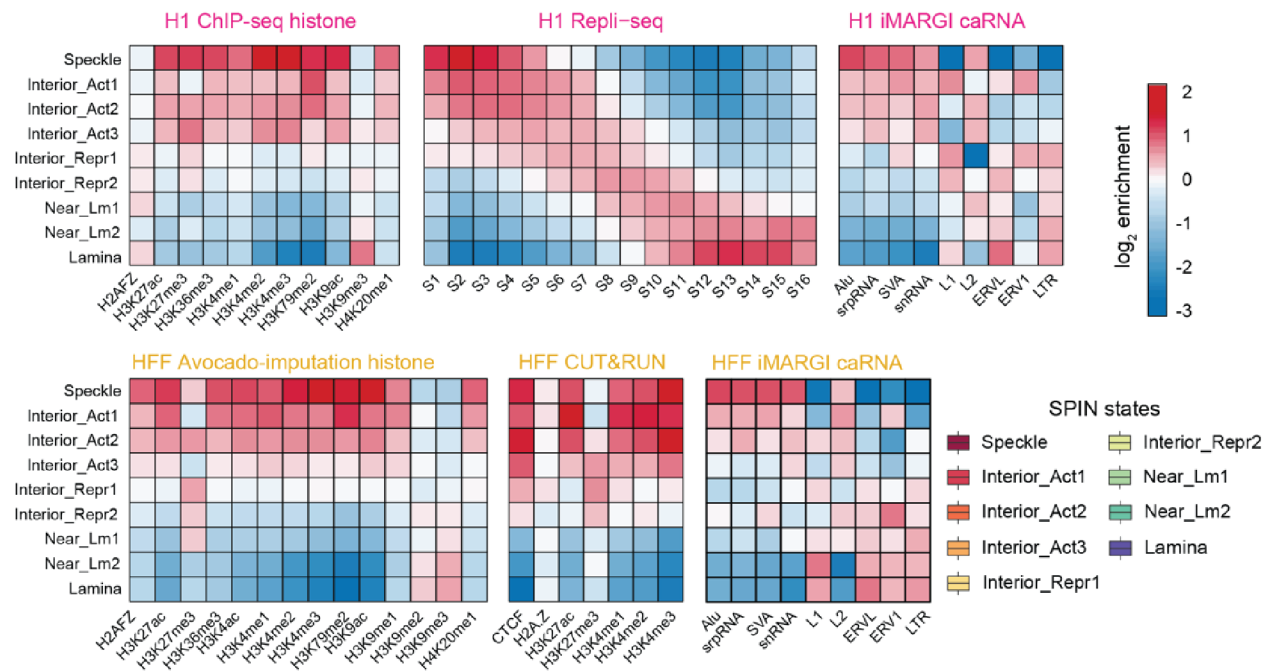 H1 ChIP-seq histone
H1 Repli-seq
H1 iMARGI caRNA
Speckle
Interior_Act1
Interior_Act2
Interior_Act3
Interior_Repr1
Interior_Repr2
Near_Lm1
Near_Lm2
Lamina
H2AFZ
H3K27ac
H3K27me3
H3K36me3
H3K4me1
H3K4me2
H3K4me3
H3K79me2
H3K9ac
H3K9me3
H4K20me1
S1
S2
S3
S4
S5
S6
S7
S8
S9
S10
S11
S12
S13
S14
S15
S16
Alu
srpRNA
SVA
snRNA
L1
L2
ERVL
ERV1
LTR
2
1
0
-1
-2
-3
log2 enrichment
HFF Avocado-imputation histone
HFF CUT&RUN
HFF iMARGI caRNA
Speckle
Interior_Act1
Interior_Act2
Interior_Act3
Interior_Repr1
Interior_Repr2
Near_Lm1
Near_Lm2
Lamina
H2AFZ
H3K27ac
H3K27me3
H3K36me3
H3K4ac
H3K4me1
H3K4me2
H3K4me3
H3K79me2
H3K9ac
H3K9me1
H3K9me2
H3K9me3
H4K20me1
CTCF
H2A.Z
H3K27ac
H3K27me3
H3K4me1
H3K4me2
H3K4me3
Alu
srpRNA
SVA
snRNA
L1
L2
ERVL
ERV1
LTR
SPIN states
Speckle
Interior_Act1
Interior_Act2
Interior_Act3
Interior_Repr1
Interior_Repr2
Near_Lm1
Near_Lm2
Lamina